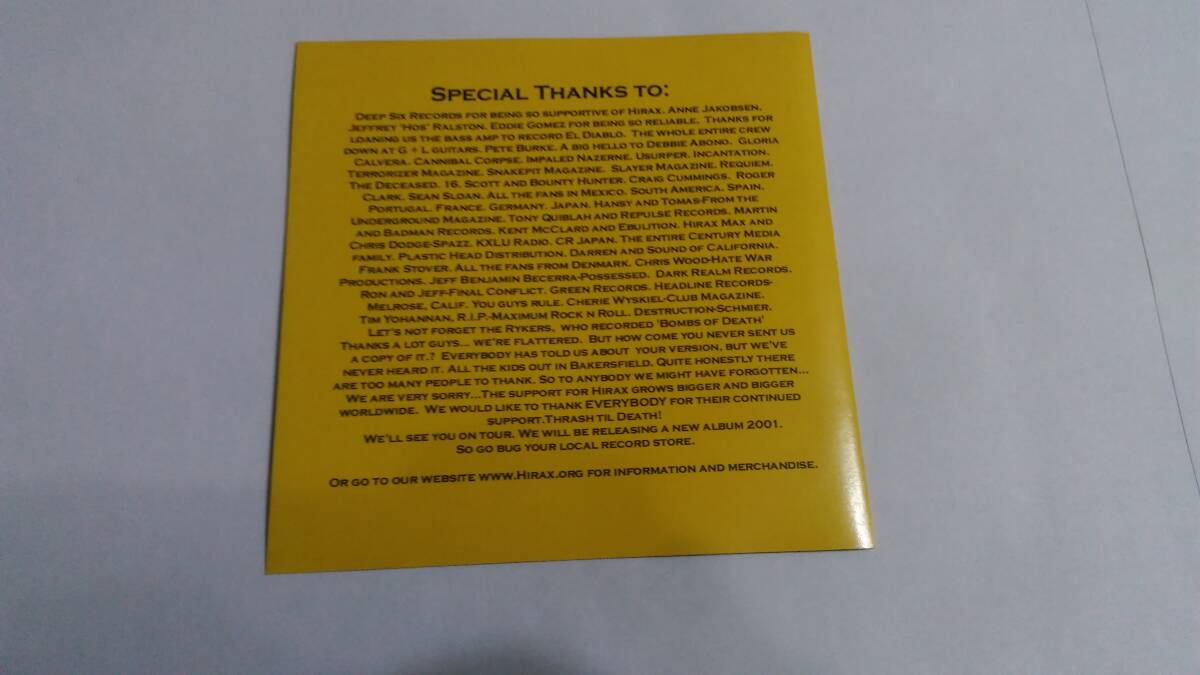 Special Thanks to:
Deep Six Records for being so supportive of Hirax. Anne Jakobsen.
Jeffrey 'Hos' Ralston. Eddie Gomez for being so reliable. Thanks for
loaning us the bass amp to record El Diablo. The whole entire crew
down at G + L guitars. Pete Burke. A big hello to Debbie Abono. Gloria
Calvera. Cannibal Corpse. Impaled Nazerne. Usurper. Incantation.
Terrorizer Magazine. Snakepit Magazine. Slayer Magazine. Requiem.
The Deceased. 16. Scott and Bounty Hunter. Craig Cummings. Roger
Clark. Sean Sloan. All the fans in Mexico. South America. Spain.
Portugal. France. Germany. Japan. Hansy and Tomas-From the
Underground Magazine. Tony Quiblah and Repulse Records. Martin
and Badman Records. Kent McClard and Ebulition. Hirax Max and
Chris Dodge-Spazz. KXLU Radio. CR Japan. The entire Century Media
family. Plastic Head Distribution. Darren and Sound of California.
Frank Stover. All the fans from Denmark. Chris Wood-Hate War
Productions. Jeff Benjamin Becerra-Possessed. Dark Realm Records.
Ron and Jeff-Final Conflict. Green Records. Headline Records-
Melrose, Calif. You guys rule. Cherie Wyskiel-Club Magazine.
Tim Yohannan. R.I.P.-Maximum Rock n Roll. Destruction-Schmier.
Let's not forget the Rykers, who recorded 'Bombs of Death'
Thanks a lot guys... we're flattered. But how come you never sent us
a copy of it.? Everybody has told us about your version, but we've
never heard it. All the kids out in Bakersfield. Quite honestly there
are too many people to thank. So to anybody we might have forgotten...
We are very sorry...The support for Hirax grows bigger and bigger
worldwide. We would like to thank EVERYBODY for their continued
support.Thrash til Death!
We'll see you on tour. We will be releasing a new album 2001.
So go bug your local record store.
Or go to our website www.Hirax.org for information and merchandise.